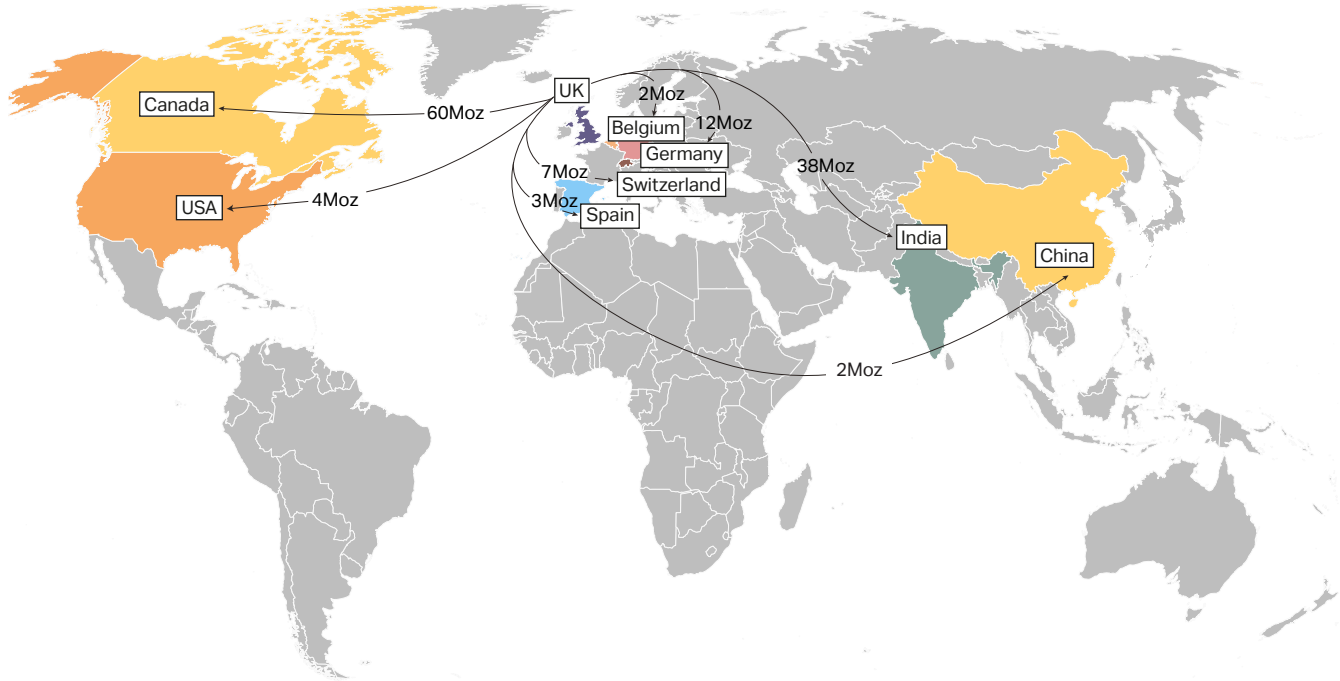 UK
2Moz
Canada
60Moz
Belgium
12Moz
Germany
38Moz
7Moz
Switzerland
4Moz
USA
3Moz
Spain
India
China
2Moz